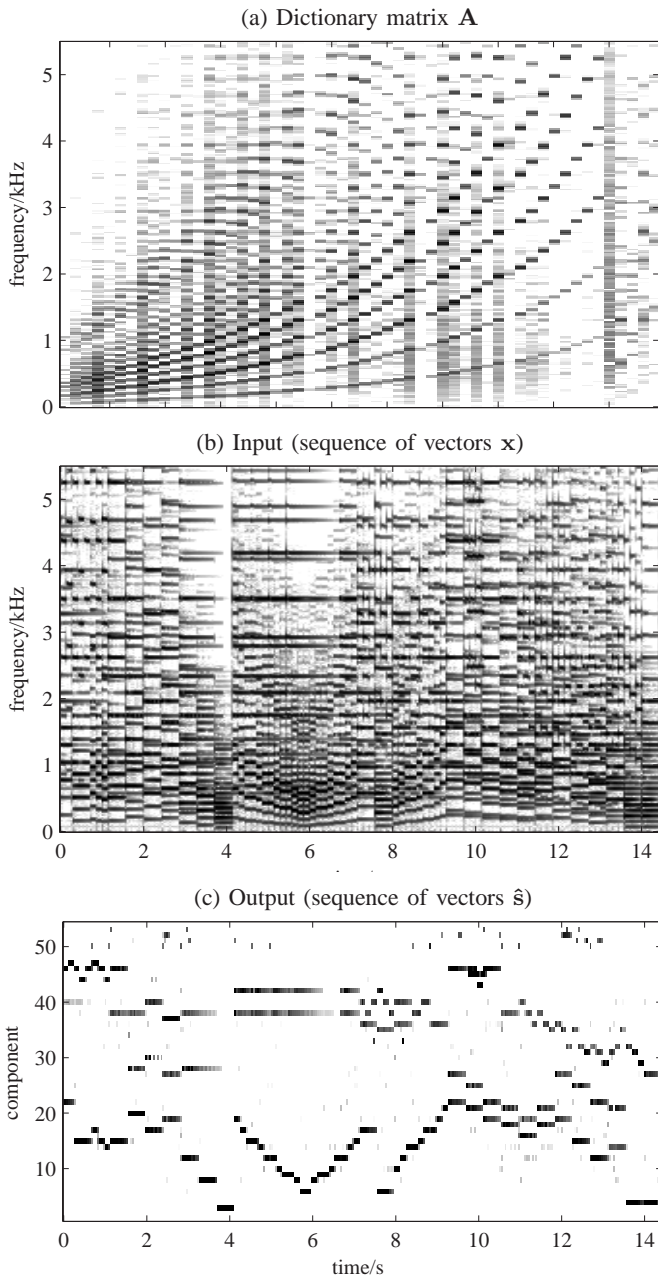 (a) Dictionary matrix A
5
4
3
2
1
0
frequency/kHz
(b) Input (sequence of vectors x)
5
4
3
2
1
0
frequency/kHz
0 2 4 6 8 10 12 14
(c) Output (sequence of vectors ŝ)
50
40
30
20
10
component
0 2 4 6 8 10 12 14
time/s